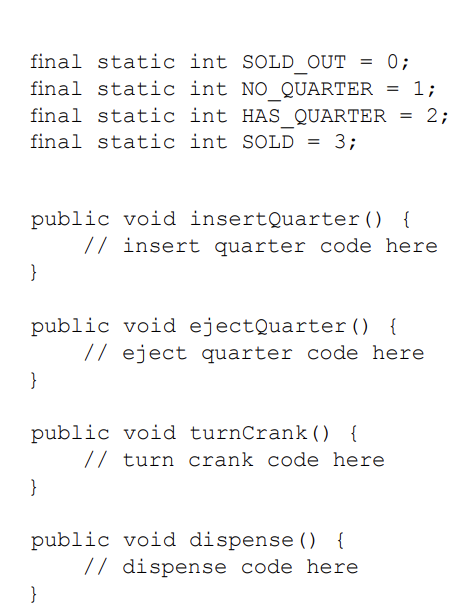 final static int SOLD_OUT = 0;
final static int NO_QUARTER = 1;
final static int HAS_QUARTER = 2;
final static int SOLD = 3;
public void insertQuarter() {
// insert quarter code here
}
public void ejectQuarter() {
// eject quarter code here
}
public void turnCrank() {
// turn crank code here
}
public void dispense() {
// dispense code here
}